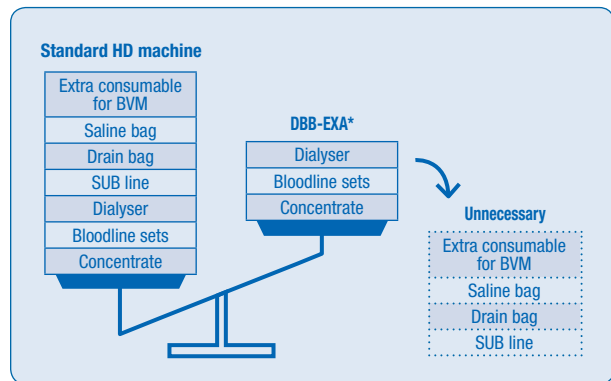 Standard HD machine
Extra consumable
for BVM
Saline bag
Drain bag
SUB line
Dialyser
Bloodline sets
Concentrate
DBB-EXA*
Dialyser
Bloodline sets
Concentrate
Unnecessary
Extra consumable
for BVM
Saline bag
Drain bag
SUB line